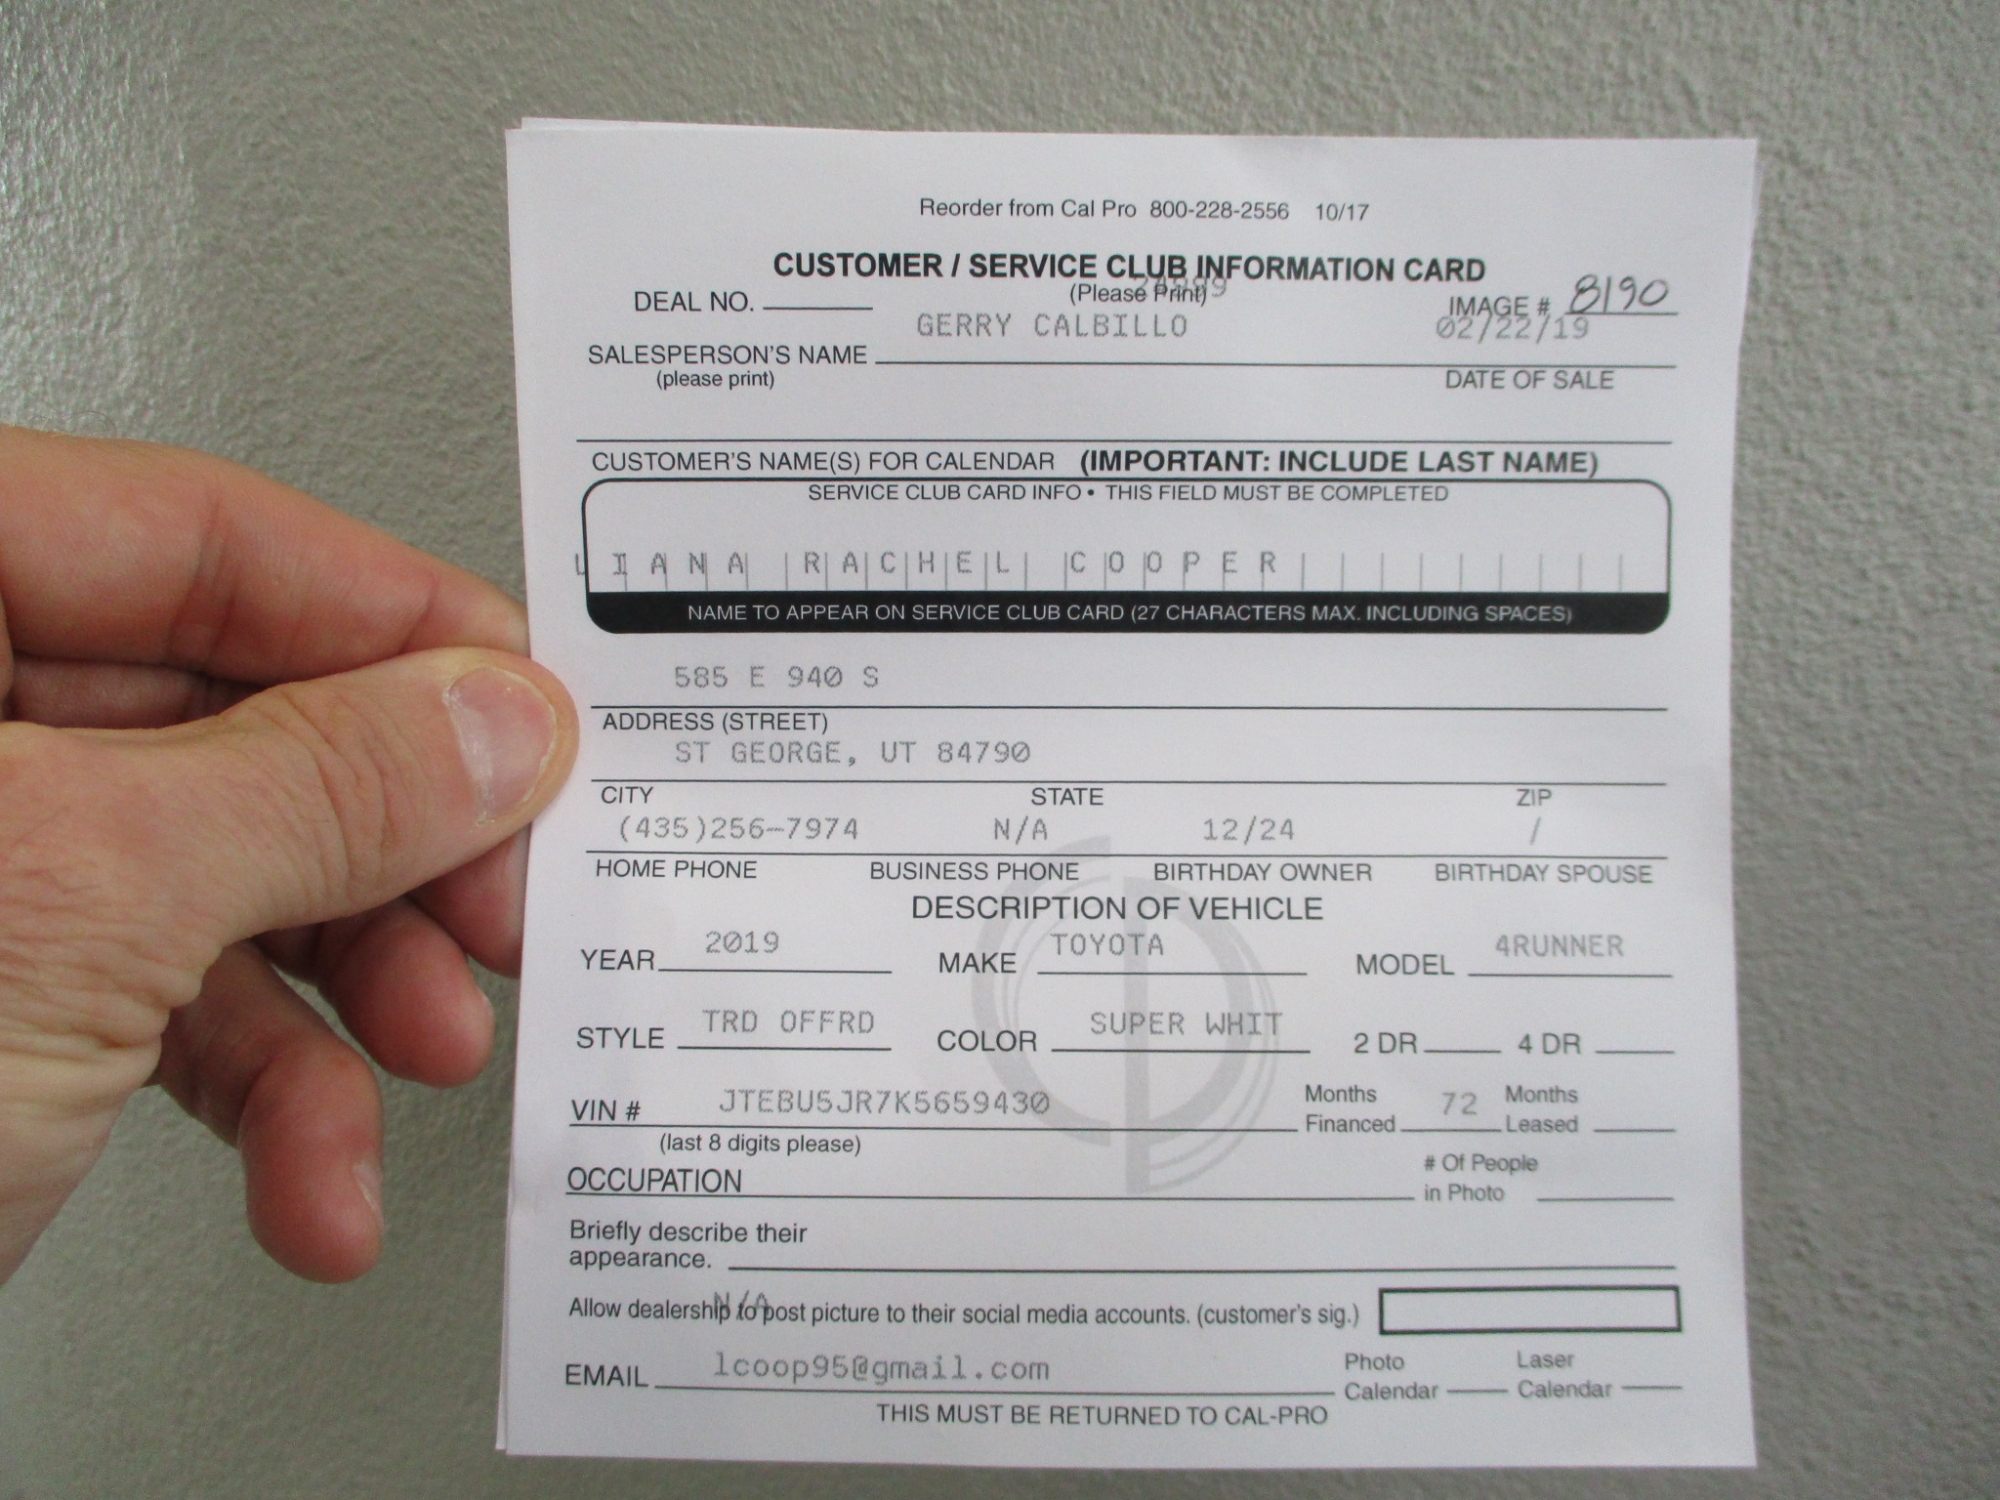 Reorder from Cal Pro 800-228-2556 10/17
CUSTOMER / SERVICE CLUB INFORMATION CARD
(Please Print)
DEAL NO. IMAGE # 8190
GERRY CALBILLO 02/22/19
SALESPERSON'S NAME
(please print) DATE OF SALE
CUSTOMER'S NAME(S) FOR CALENDAR (IMPORTANT: INCLUDE LAST NAME)
SERVICE CLUB CARD INFO • THIS FIELD MUST BE COMPLETED
LIANA RACHEL COOPER
NAME TO APPEAR ON SERVICE CLUB CARD (27 CHARACTERS MAX. INCLUDING SPACES)
585 E 940 S
ADDRESS (STREET)
ST GEORGE, UT 84790
CITY STATE ZIP
(435)256-7974 N/A 12/24 /
HOME PHONE BUSINESS PHONE BIRTHDAY OWNER BIRTHDAY SPOUSE
DESCRIPTION OF VEHICLE
YEAR 2019 MAKE TOYOTA MODEL 4RUNNER
STYLE TRD OFFRD COLOR SUPER WHIT 2 DR 4 DR
VIN # JTEBU5JR7K5659430 Months Financed 72 Months Leased
(last 8 digits please)
OCCUPATION # Of People in Photo
Briefly describe their
appearance.
N/A
Allow dealership to post picture to their social media accounts. (customer's sig.)
EMAIL lcoop95@gmail.com Photo Calendar Laser Calendar
THIS MUST BE RETURNED TO CAL-PRO